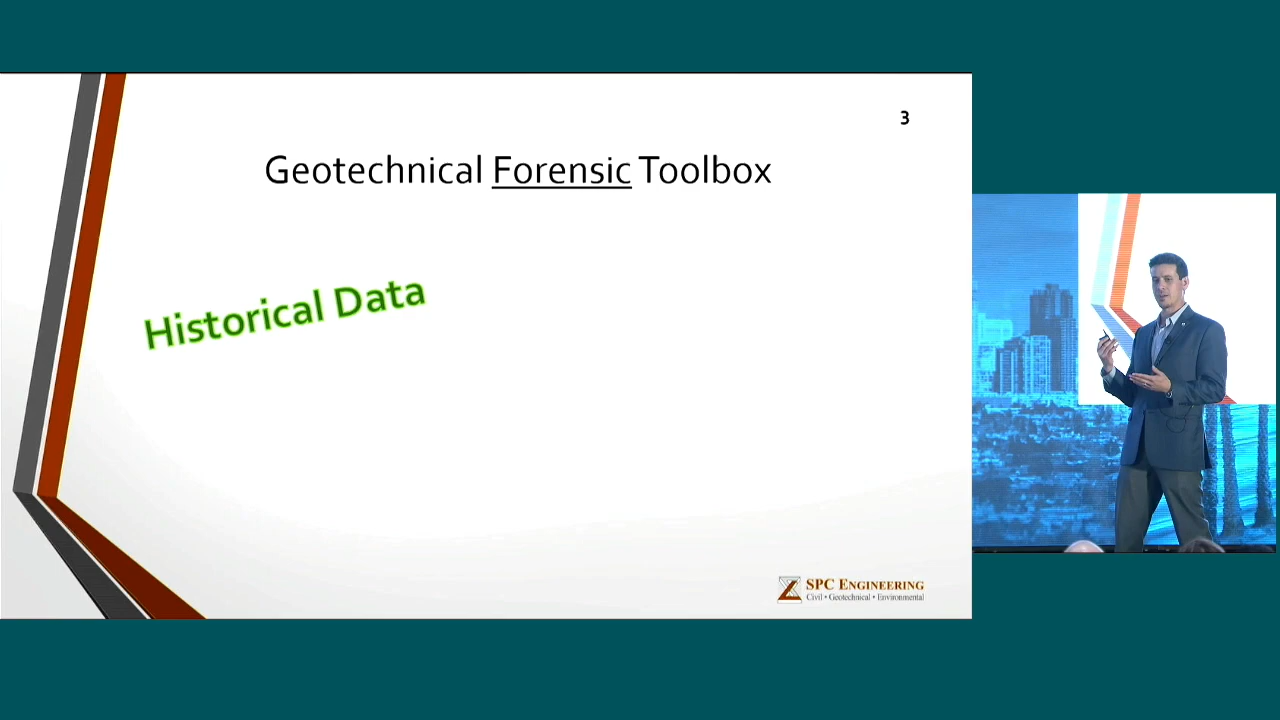 3
Geotechnical Forensic Toolbox
Historical Data
SPC ENGINEERING
Civil • Geotechnical • Environmental